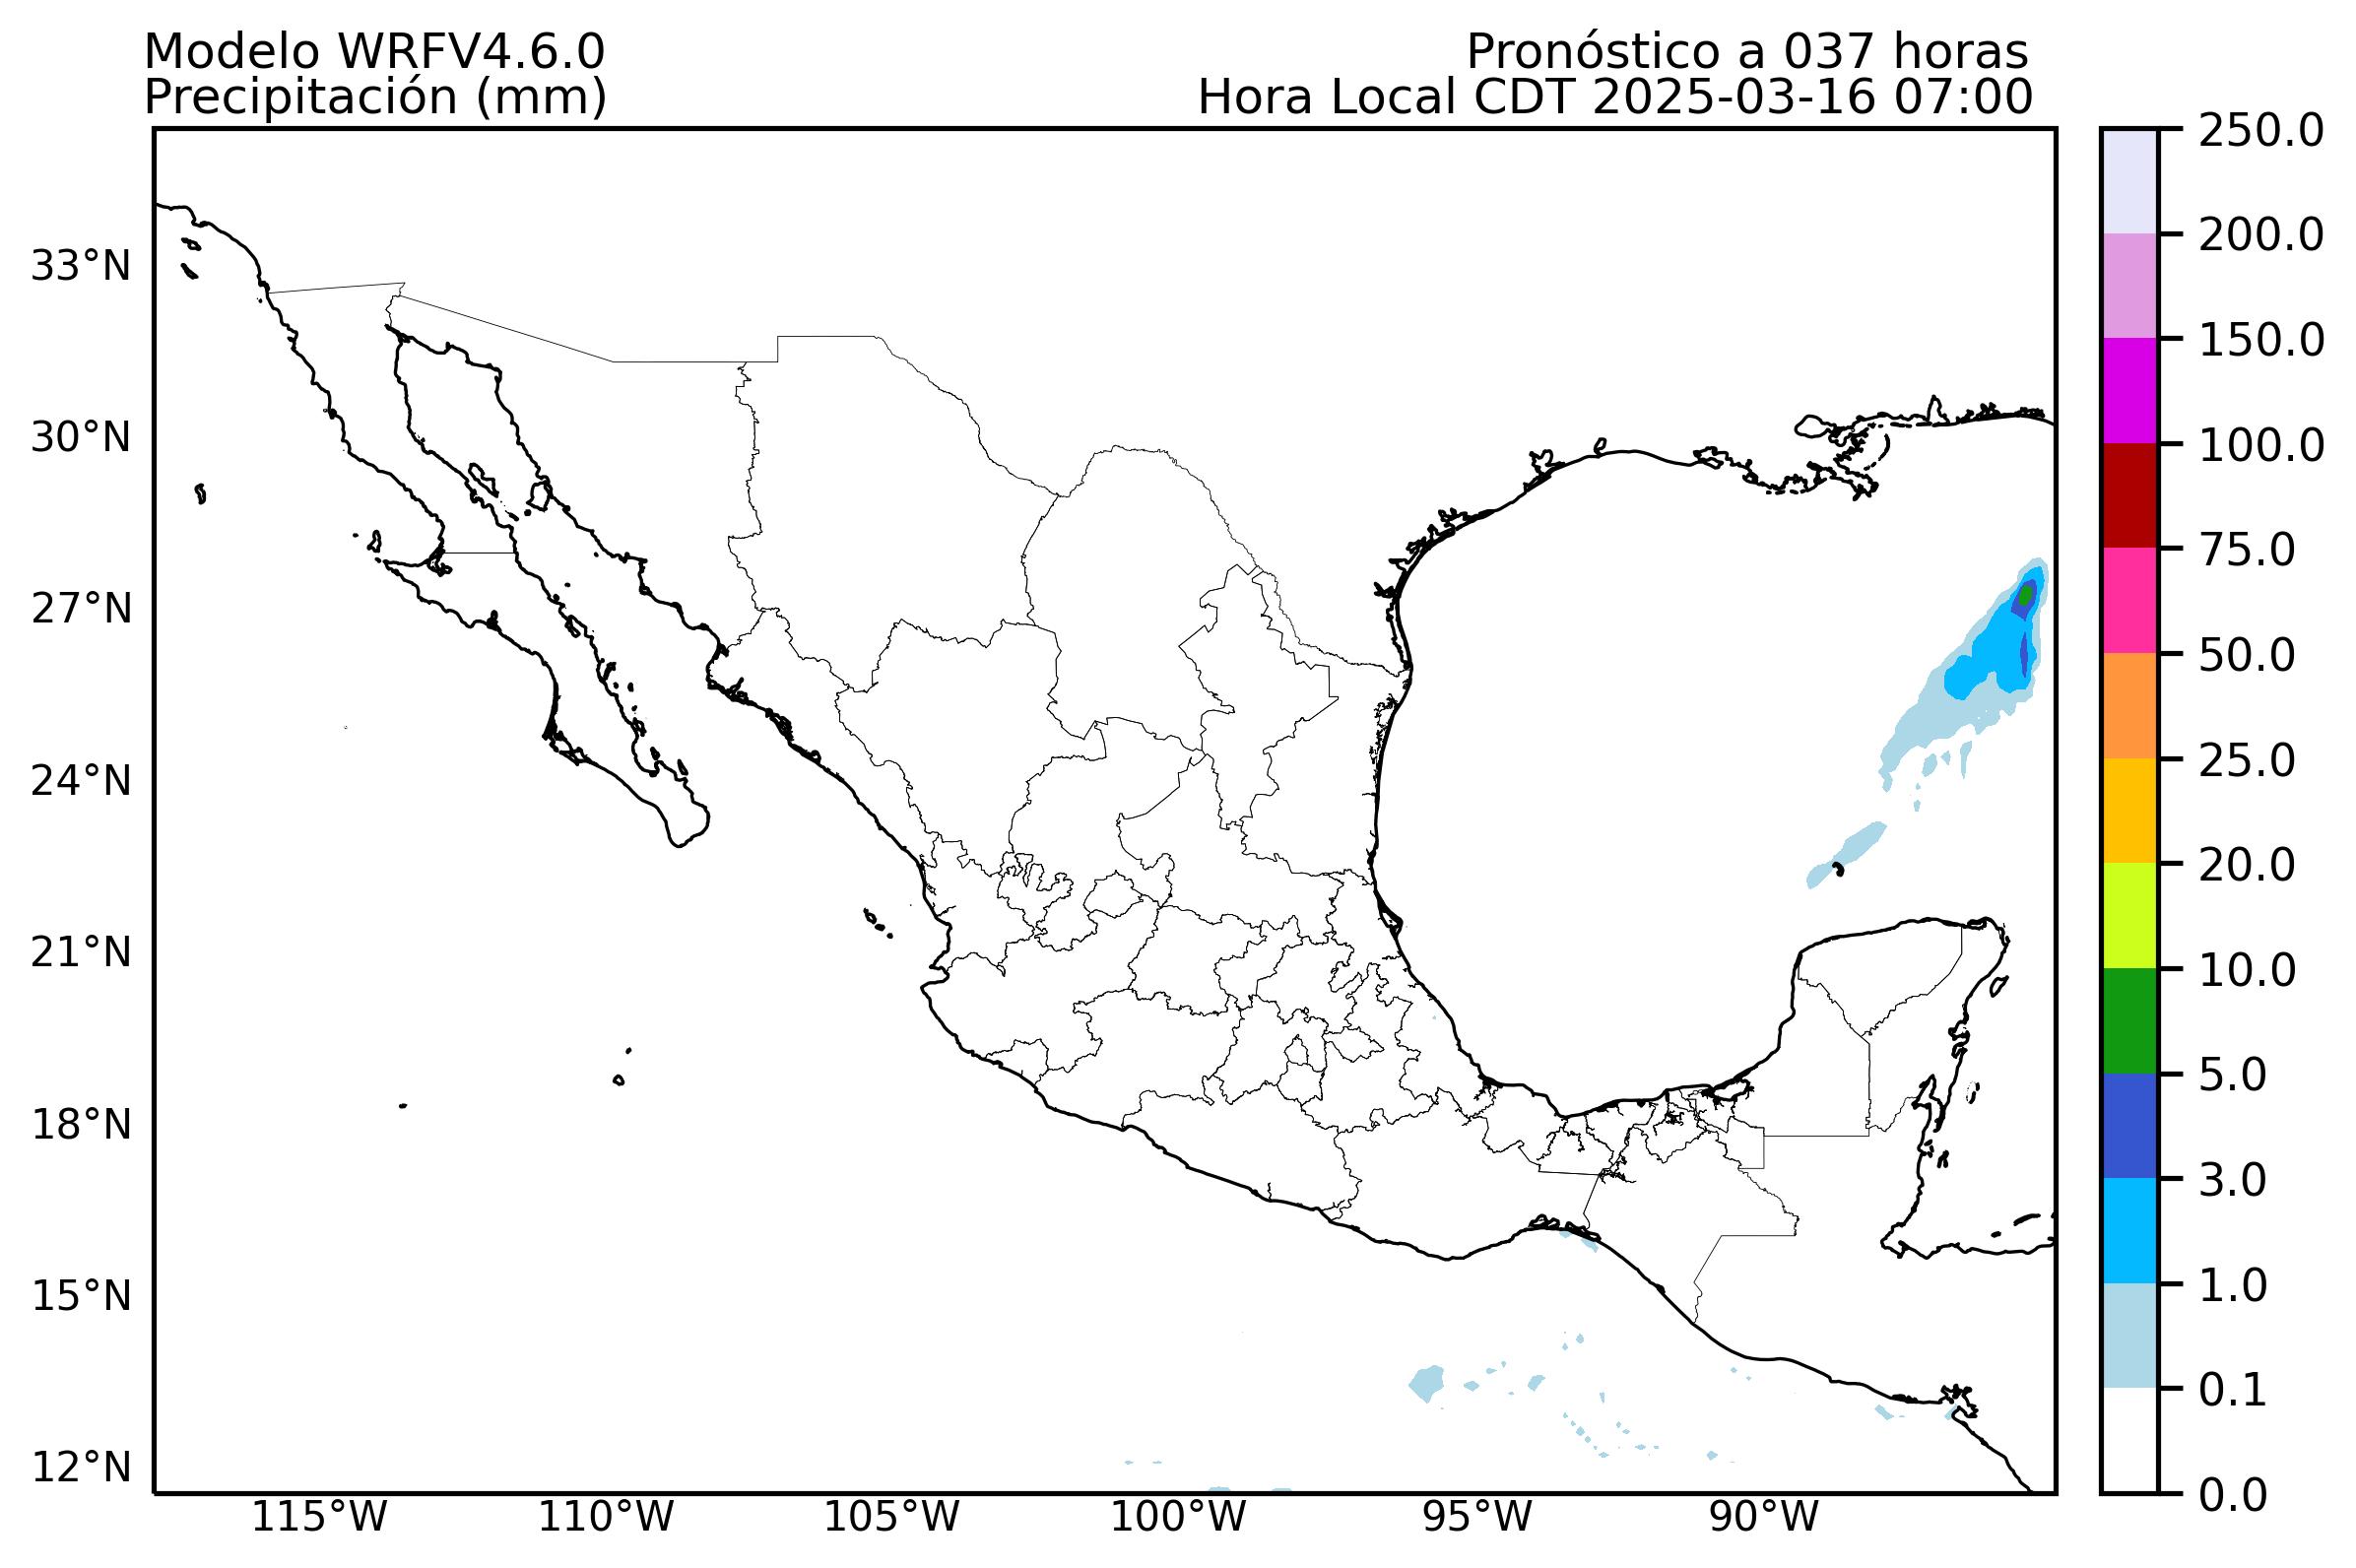 Modelo WRFV4.6.0
Precipitación (mm)
Pronóstico a 037 horas
Hora Local CDT 2025-03-16 07:00
33°N
30°N
27°N
24°N
21°N
18°N
15°N
12°N
115°W
110°W
105°W
100°W
95°W
90°W
250.0
200.0
150.0
100.0
75.0
50.0
25.0
20.0
10.0
5.0
3.0
1.0
0.1
0.0